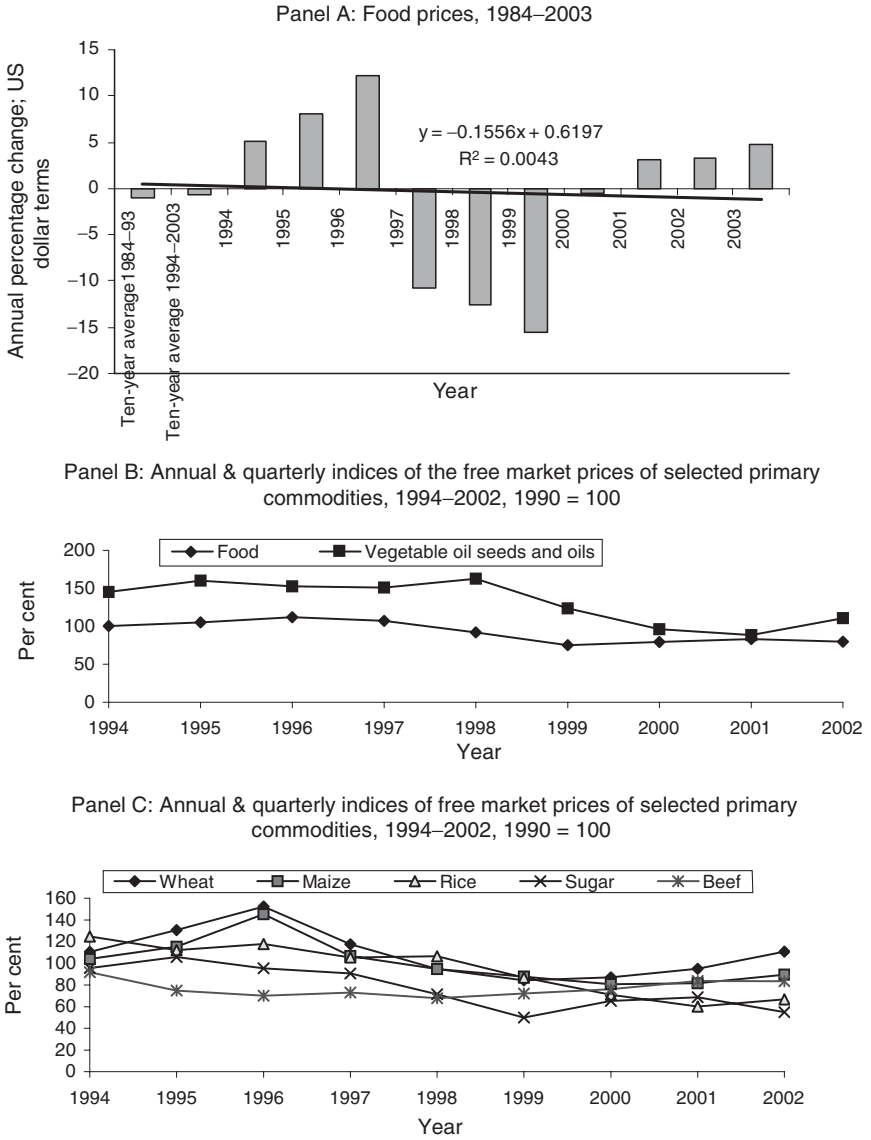 Panel A: Food prices, 1984–2003
Annual percentage change; US
dollar terms
15
10
5
0
–5
–10
–15
–20
y = –0.1556x + 0.6197
R² = 0.0043
Ten-year average1984–93
Ten-year average 1994–2003
1994
1995
1996
1997
1998
1999
2000
2001
2002
2003
Year
Panel B: Annual & quarterly indices of the free market prices of selected primary
commodities, 1994–2002, 1990 = 100
Food Vegetable oil seeds and oils
Per cent
200
150
100
50
0
1994 1995 1996 1997 1998 1999 2000 2001 2002
Year
Panel C: Annual & quarterly indices of free market prices of selected primary
commodities, 1994–2002, 1990 = 100
Wheat Maize Rice Sugar Beef
Per cent
160
140
120
100
80
60
40
20
0
1994 1995 1996 1997 1998 1999 2000 2001 2002
Year